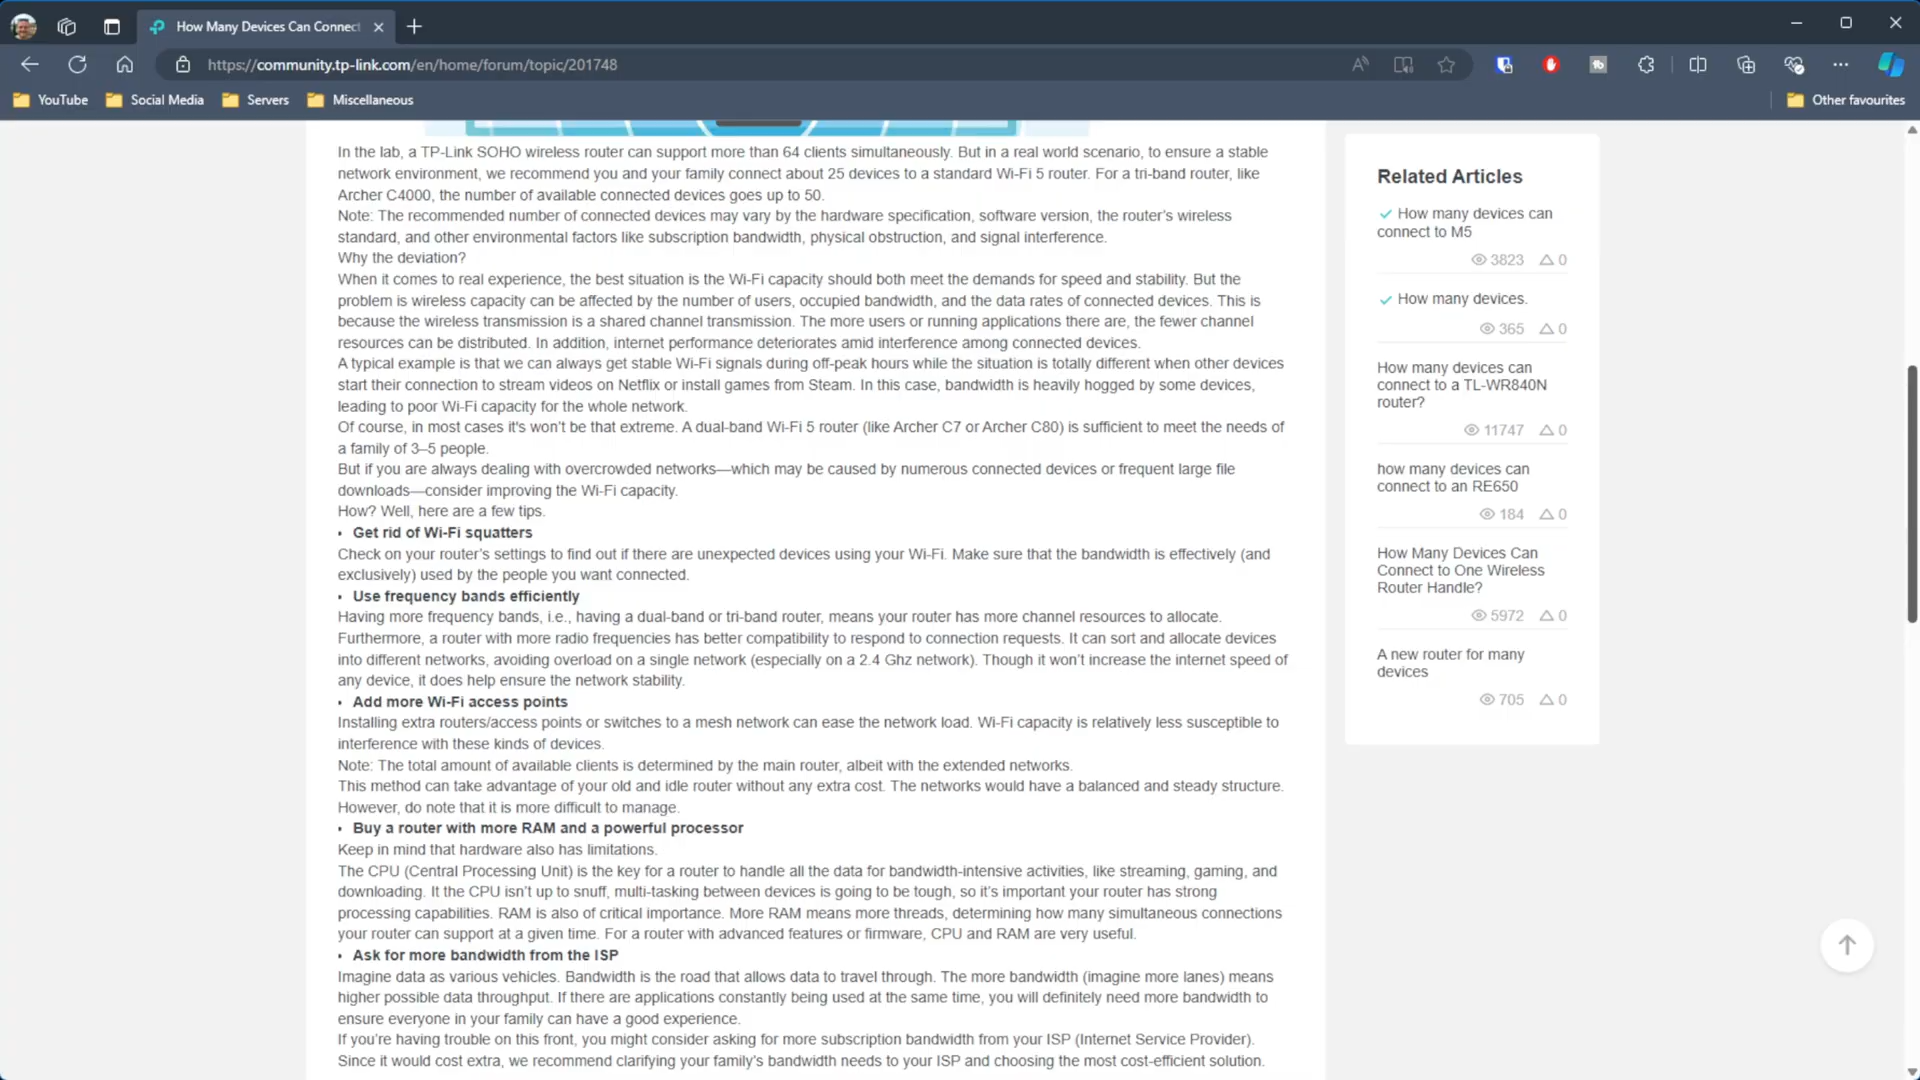 How Many Devices Can Connect
https://community.tp-link.com/en/home/forum/topic/201748
YouTube
Social Media
Servers
Miscellaneous
Other favourites
In the lab, a TP-Link SOHO wireless router can support more than 64 clients simultaneously. But in a real world scenario, to ensure a stable
network environment, we recommend you and your family connect about 25 devices to a standard Wi-Fi 5 router. For a tri-band router, like
Archer C4000, the number of available connected devices goes up to 50.
Note: The recommended number of connected devices may vary by the hardware specification, software version, the router's wireless
standard, and other environmental factors like subscription bandwidth, physical obstruction, and signal interference.
Why the deviation?
When it comes to real experience, the best situation is the Wi-Fi capacity should both meet the demands for speed and stability. But the
problem is wireless capacity can be affected by the number of users, occupied bandwidth, and the data rates of connected devices. This is
because the wireless transmission is a shared channel transmission. The more users or running applications there are, the fewer channel
resources can be distributed. In addition, internet performance deteriorates amid interference among connected devices.
A typical example is that we can always get stable Wi-Fi signals during off-peak hours while the situation is totally different when other devices
start their connection to stream videos on Netflix or install games from Steam. In this case, bandwidth is heavily hogged by some devices,
leading to poor Wi-Fi capacity for the whole network.
Of course, in most cases it's won't be that extreme. A dual-band Wi-Fi 5 router (like Archer C7 or Archer C80) is sufficient to meet the needs of
a family of 3–5 people.
But if you are always dealing with overcrowded networks—which may be caused by numerous connected devices or frequent large file
downloads—consider improving the Wi-Fi capacity.
How? Well, here are a few tips.
• Get rid of Wi-Fi squatters
Check on your router's settings to find out if there are unexpected devices using your Wi-Fi. Make sure that the bandwidth is effectively (and
exclusively) used by the people you want connected.
• Use frequency bands efficiently
Having more frequency bands, i.e., having a dual-band or tri-band router, means your router has more channel resources to allocate.
Furthermore, a router with more radio frequencies has better compatibility to respond to connection requests. It can sort and allocate devices
into different networks, avoiding overload on a single network (especially on a 2.4 Ghz network). Though it won't increase the internet speed of
any device, it does help ensure the network stability.
• Add more Wi-Fi access points
Installing extra routers/access points or switches to a mesh network can ease the network load. Wi-Fi capacity is relatively less susceptible to
interference with these kinds of devices.
Note: The total amount of available clients is determined by the main router, albeit with the extended networks.
This method can take advantage of your old and idle router without any extra cost. The networks would have a balanced and steady structure.
However, do note that it is more difficult to manage.
• Buy a router with more RAM and a powerful processor
Keep in mind that hardware also has limitations.
The CPU (Central Processing Unit) is the key for a router to handle all the data for bandwidth-intensive activities, like streaming, gaming, and
downloading. It the CPU isn't up to snuff, multi-tasking between devices is going to be tough, so it's important your router has strong
processing capabilities. RAM is also of critical importance. More RAM means more threads, determining how many simultaneous connections
your router can support at a given time. For a router with advanced features or firmware, CPU and RAM are very useful.
• Ask for more bandwidth from the ISP
Imagine data as various vehicles. Bandwidth is the road that allows data to travel through. The more bandwidth (imagine more lanes) means
higher possible data throughput. If there are applications constantly being used at the same time, you will definitely need more bandwidth to
ensure everyone in your family can have a good experience.
If you're having trouble on this front, you might consider asking for more subscription bandwidth from your ISP (Internet Service Provider).
Since it would cost extra, we recommend clarifying your family's bandwidth needs to your ISP and choosing the most cost-efficient solution.
Related Articles
How many devices can
connect to M5
3823 0
How many devices.
365 0
How many devices can
connect to a TL-WR840N
router?
11747 0
how many devices can
connect to an RE650
184 0
How Many Devices Can
Connect to One Wireless
Router Handle?
5972 0
A new router for many
devices
705 0